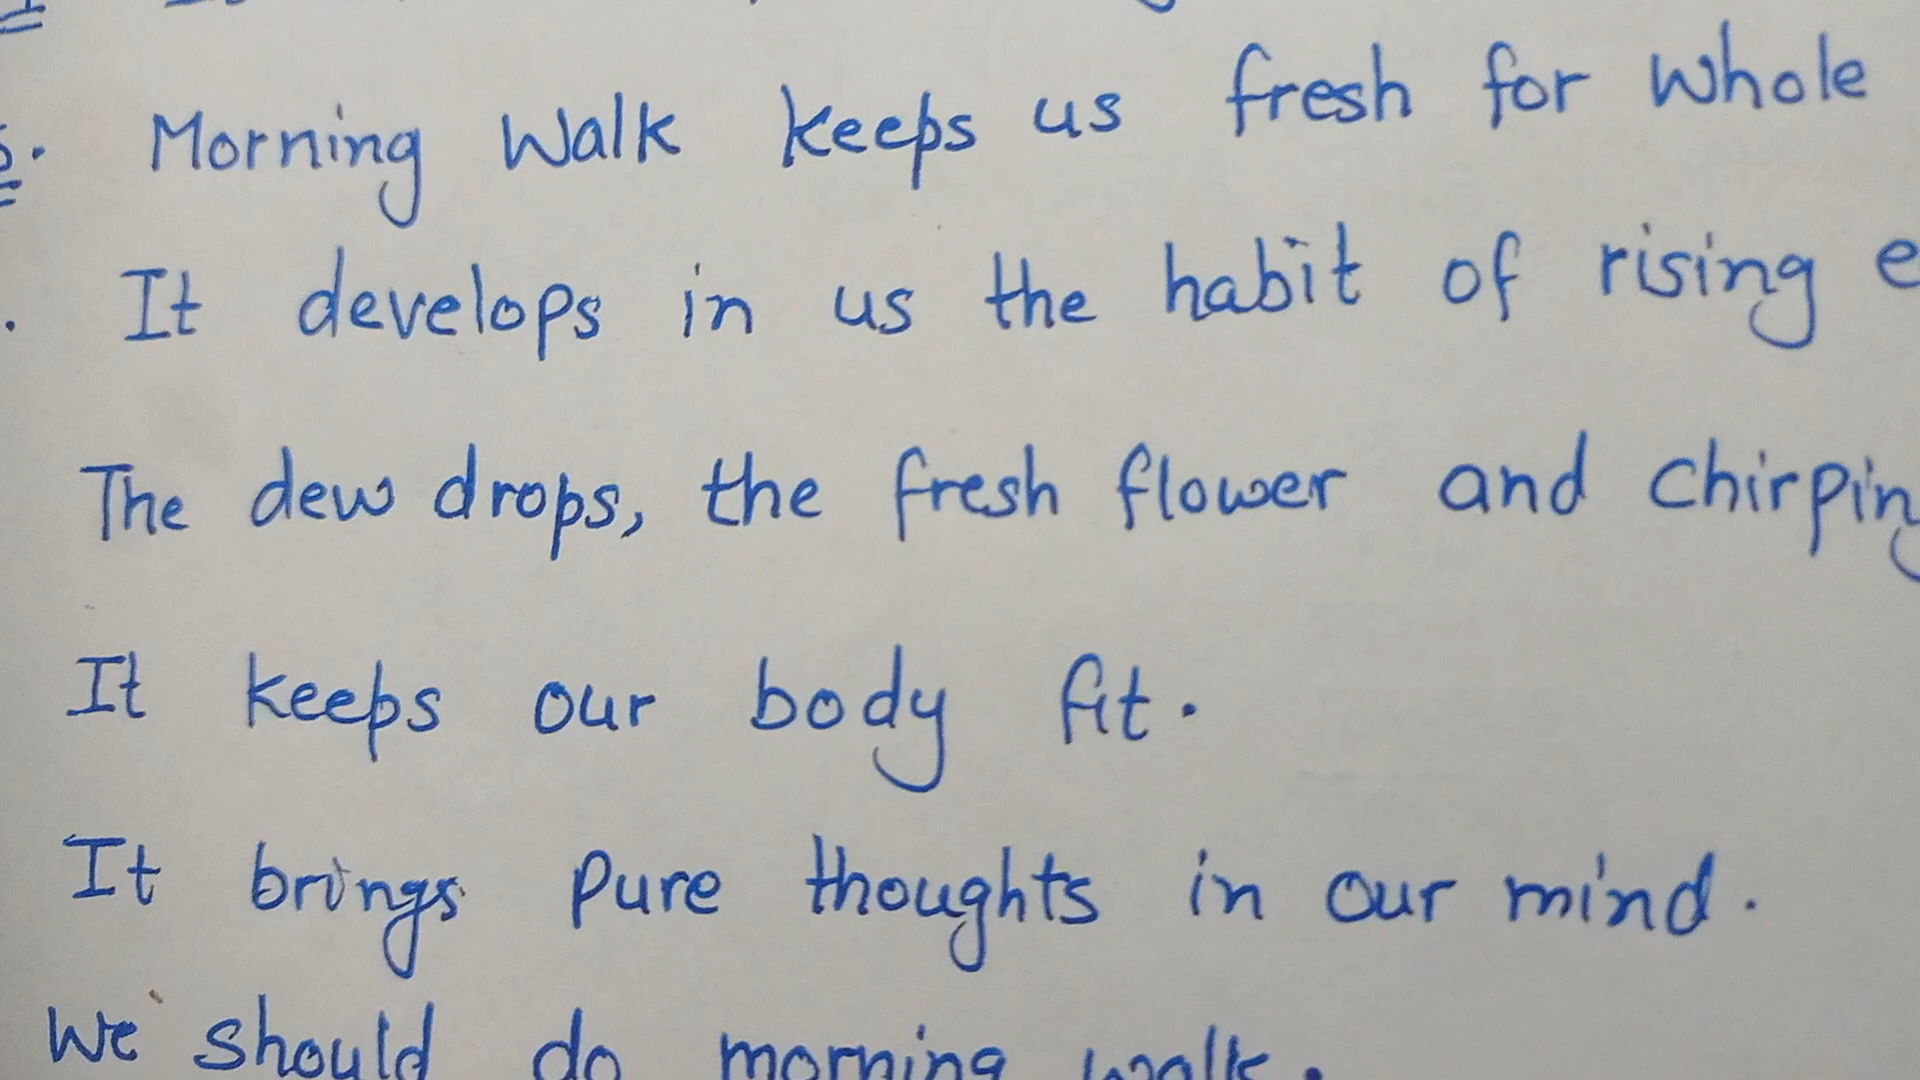 Morning Walk keeps us fresh for whole
It develops in us the habit of rising
The dew drops, the fresh flower and chirping
It keeps our body fit.
It brings pure thoughts in our mind.
We should do morning walk.